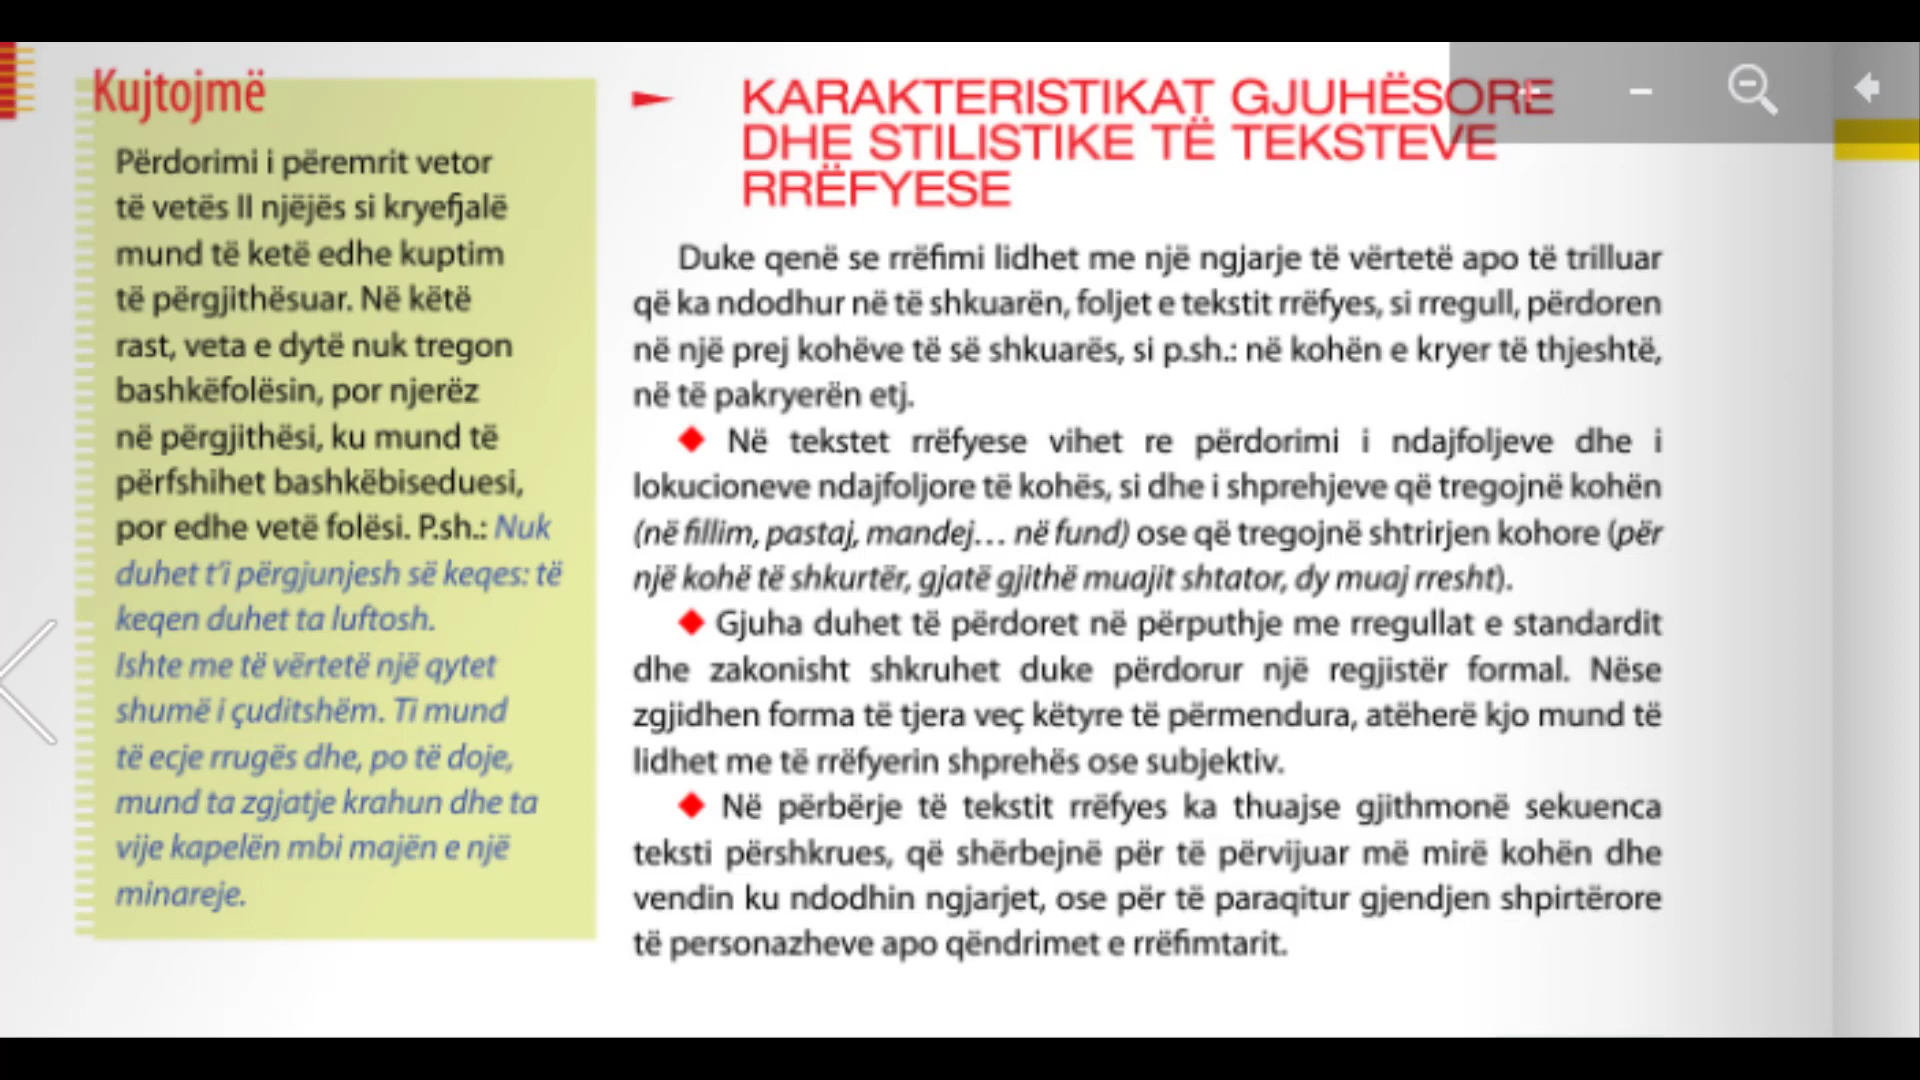 Kujtojmë
Përdorimi i përemrit vetor
të vetës II njëjës si kryefjalë
mund të ketë edhe kuptim
të përgjithësuar. Në këtë
rast, veta e dytë nuk tregon
bashkëfolësin, por njerëz
në përgjithësi, ku mund të
përfshihet bashkëbiseduesi,
por edhe vetë folësi. P.sh.: Nuk
duhet t'i përgjunjesh së keqes: të
keqen duhet ta luftosh.
Ishte me të vërtetë një qytet
shumë i çuditshëm. Ti mund
të ecje rrugës dhe, po të doje,
mund ta zgjatje krahun dhe ta
vije kapelën mbi majën e një
minareje.
KARAKTERISTIKAT GJUHËSORE
DHE STILISTIKE TË TEKSTEVE
RRËFYESE
Duke qenë se rrëfimi lidhet me një ngjarje të vërtetë apo të trilluar
që ka ndodhur në të shkuarën, foljet e tekstit rrëfyes, si rregull, përdoren
në një prej kohëve të së shkuarës, si p.sh.: në kohën e kryer të thjeshtë,
në të pakryerën etj.
◆ Në tekstet rrëfyese vihet re përdorimi i ndajfoljeve dhe i
lokucioneve ndajfoljore të kohës, si dhe i shprehjeve që tregojnë kohën
(në fillim, pastaj, mandej... në fund) ose që tregojnë shtrirjen kohore (për
një kohë të shkurtër, gjatë gjithë muajit shtator, dy muaj rresht).
◆ Gjuha duhet të përdoret në përputhje me rregullat e standardit
dhe zakonisht shkruhet duke përdorur një regjistër formal. Nëse
zgjidhen forma të tjera veç këtyre të përmendura, atëherë kjo mund të
lidhet me të rrëfyerin shprehës ose subjektiv.
◆ Në përbërje të tekstit rrëfyes ka thuajse gjithmonë sekuenca
teksti përshkrues, që shërbejnë për të përvijuar më mirë kohën dhe
vendin ku ndodhin ngjarjet, ose për të paraqitur gjendjen shpirtërore
të personazheve apo qëndrimet e rrëfimtarit.